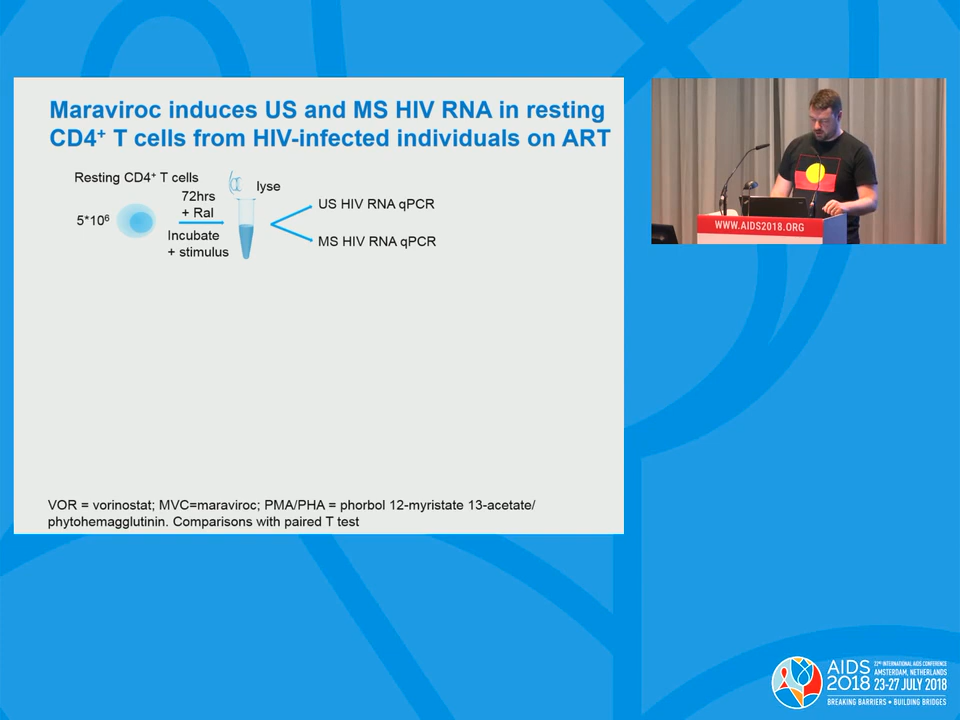 Maraviroc induces US and MS HIV RNA in resting
CD4+ T cells from HIV-infected individuals on ART
Resting CD4+ T cells
5*10^6
72hrs
+ Ral
Incubate
+ stimulus
lyse
US HIV RNA qPCR
MS HIV RNA qPCR
VOR = vorinostat; MVC=maraviroc; PMA/PHA = phorbol 12-myristate 13-acetate/
phytohemagglutinin. Comparisons with paired T test
WWW.AIDS2018.ORG
AIDS
2018
22ND INTERNATIONAL AIDS CONFERENCE
AMSTERDAM, NETHERLANDS
23-27 JULY 2018
BREAKING BARRIERS • BUILDING BRIDGES